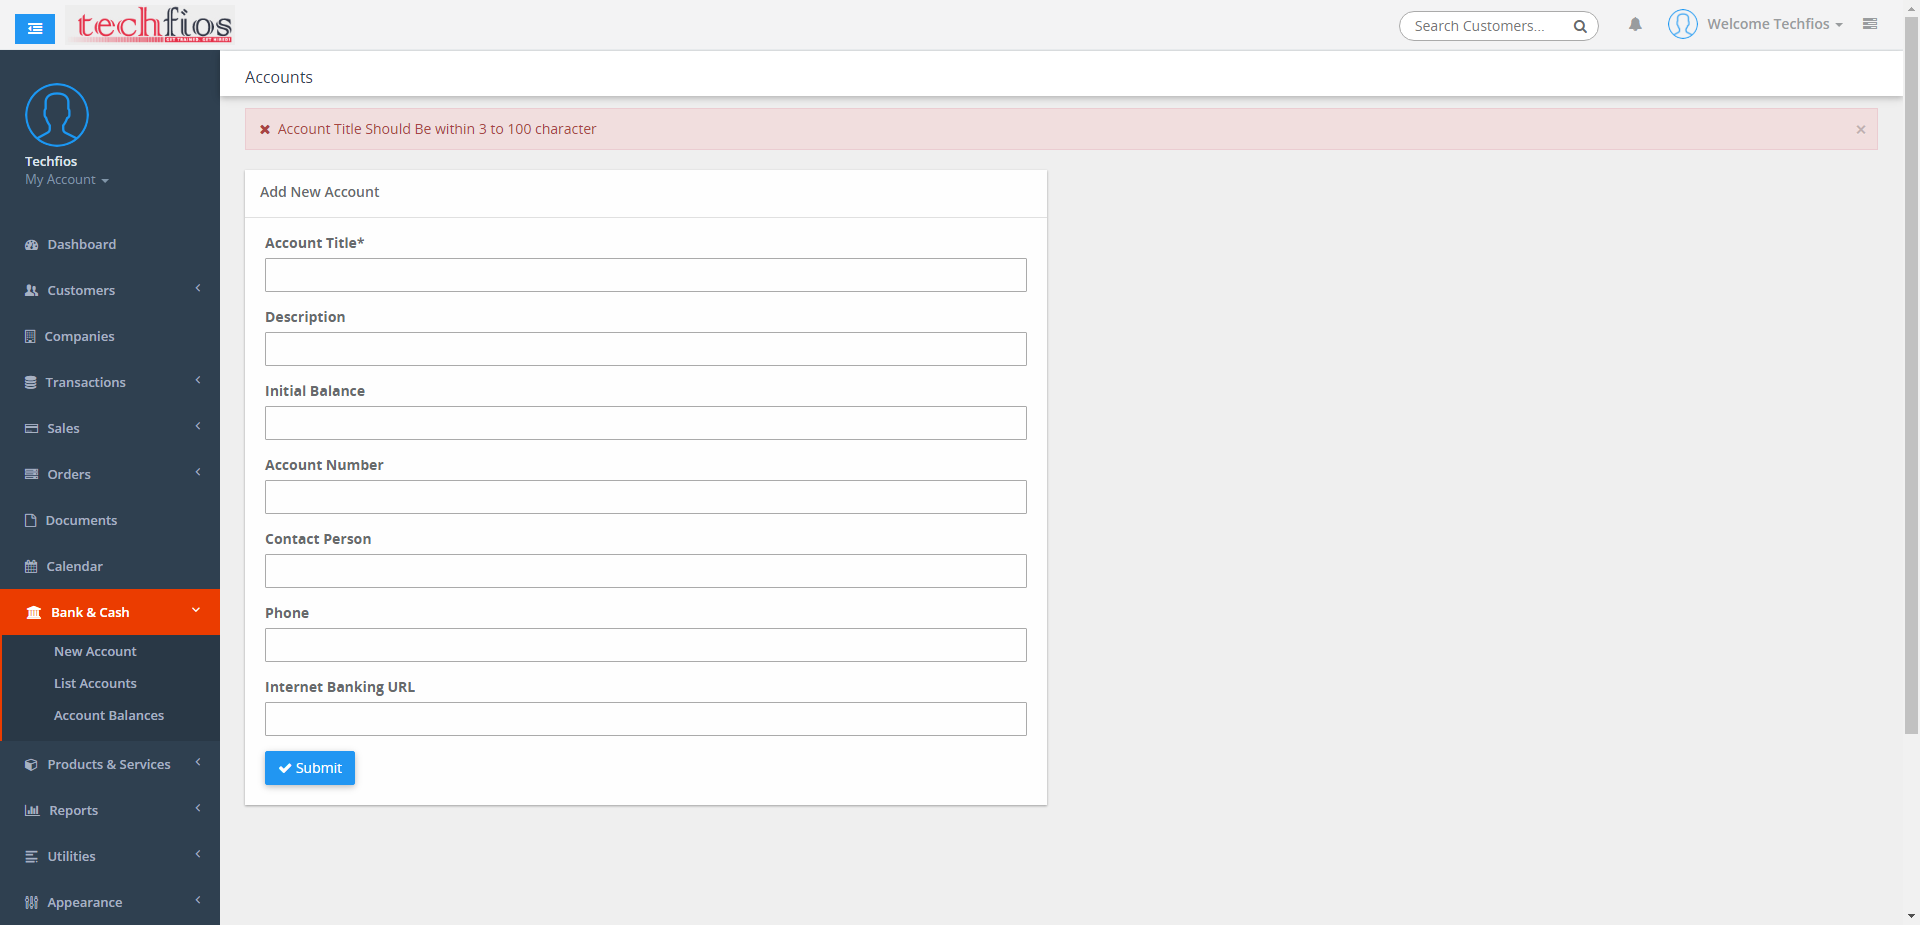 techfios
Search Customers...
Welcome Techfios
Accounts
Account Title Should Be within 3 to 100 character
×
Techfios
My Account
Dashboard
Customers
Companies
Transactions
Sales
Orders
Documents
Calendar
Bank & Cash
New Account
List Accounts
Account Balances
Products & Services
Reports
Utilities
Appearance
Add New Account
Account Title*
Description
Initial Balance
Account Number
Contact Person
Phone
Internet Banking URL
Submit